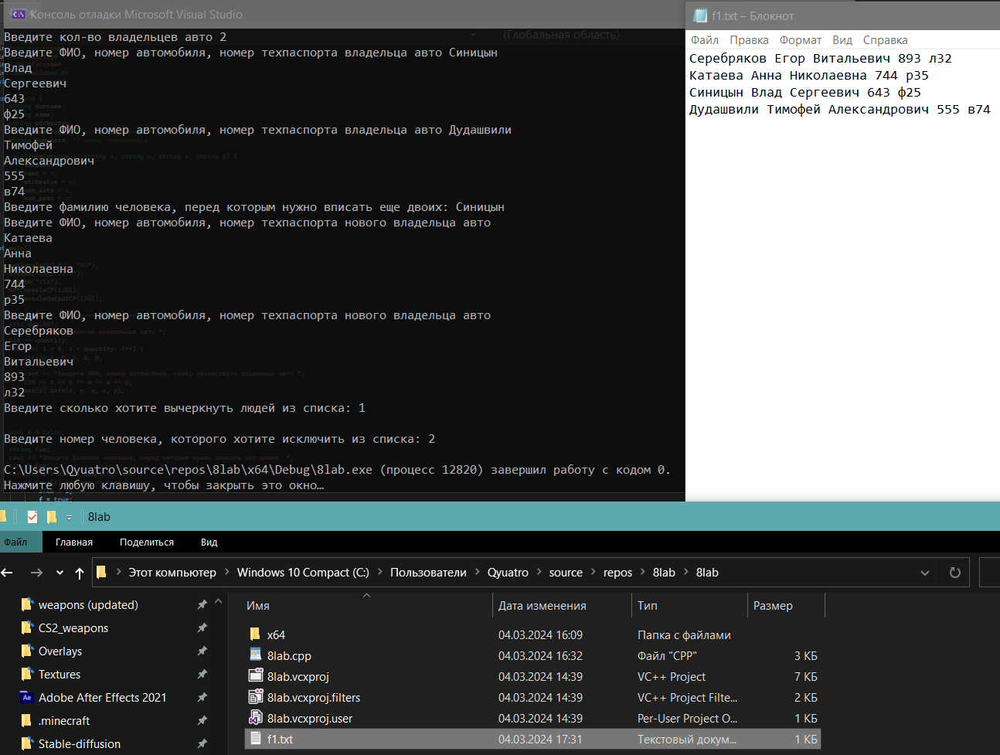 Консоль отладки Microsoft Visual Studio
(Глобальная область)
Введите кол-во владельцев авто 2
Введите ФИО, номер автомобиля, номер техпаспорта владельца авто Синицын
Влад
Сергеевич
643
ф25
Введите ФИО, номер автомобиля, номер техпаспорта владельца авто Дудашвили
Тимофей
Александрович
555
в74
Введите фамилию человека, перед которым нужно вписать еще двоих: Синицын
Введите ФИО, номер автомобиля, номер техпаспорта нового владельца авто
Катаева
Анна
Николаевна
744
р35
Введите ФИО, номер автомобиля, номер техпаспорта нового владельца авто
Серебряков
Егор
Витальевич
893
л32
Введите сколько хотите вычеркнуть людей из списка: 1
Введите номер человека, которого хотите исключить из списка: 2
C:\Users\Qyuatro\source\repos\8lab\x64\Debug\8lab.exe (процесс 12820) завершил работу с кодом 0.
Нажмите любую клавишу, чтобы закрыть это окно…
f = true;
f1.txt – Блокнот
Файл Правка Формат Вид Справка
Серебряков Егор Витальевич 893 л32
Катаева Анна Николаевна 744 р35
Синицын Влад Сергеевич 643 ф25
Дудашвили Тимофей Александрович 555 в74
8lab
Файл Главная Поделиться Вид
Этот компьютер Windows 10 Compact (C:) Пользователи Qyuatro source repos 8lab 8lab
weapons (updated)
CS2_weapons
Overlays
Textures
Ae Adobe After Effects 2021
.minecraft
Stable-diffusion
Имя Дата изменения Тип Размер
x64 04.03.2024 16:09 Папка с файлами
8lab.cpp 04.03.2024 16:32 Файл "CPP" 3 КБ
8lab.vcxproj 04.03.2024 14:39 VC++ Project 7 КБ
8lab.vcxproj.filters 04.03.2024 14:39 VC++ Project Filte... 2 КБ
8lab.vcxproj.user 04.03.2024 14:39 Per-User Project O... 1 КБ
f1.txt 04.03.2024 17:31 Текстовый докум... 1 КБ